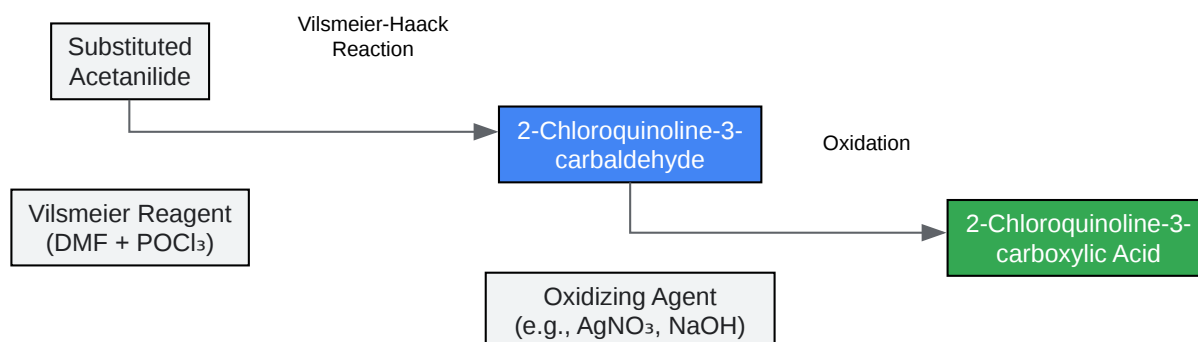 Substituted
Acetanilide
Vilsmeier-Haack
Reaction
2-Chloroquinoline-3-
carbaldehyde
Oxidation
Vilsmeier Reagent
(DMF + POCl₃)
2-Chloroquinoline-3-
carboxylic Acid
Oxidizing Agent
(e.g., AgNO₃, NaOH)